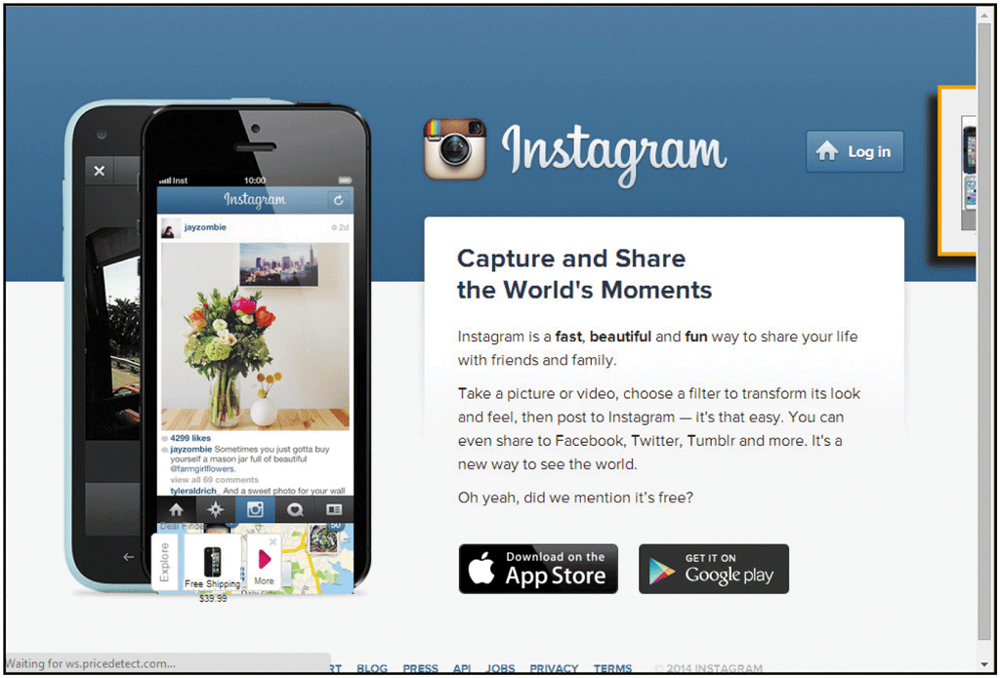 Inst 10:00
Instagram
jayzombie 2d
4299 likes
jayzombie Sometimes you just gotta buy
yourself a mason jar full of beautiful
@farmgirlflowers.
view all 69 comments
tyleraldrich And a sweet photo for your wall
Deal Finder
50
Explore
Free Shipping
$39.99
More
Instagram
Log in
Capture and Share
the World's Moments
Instagram is a fast, beautiful and fun way to share your life
with friends and family.
Take a picture or video, choose a filter to transform its look
and feel, then post to Instagram — it's that easy. You can
even share to Facebook, Twitter, Tumblr and more. It's a
new way to see the world.
Oh yeah, did we mention it’s free?
Download on the
App Store
GET IT ON
Google play
Waiting for ws.pricedetect.com...
RT BLOG PRESS API JOBS PRIVACY TERMS © 2014 INSTAGRAM